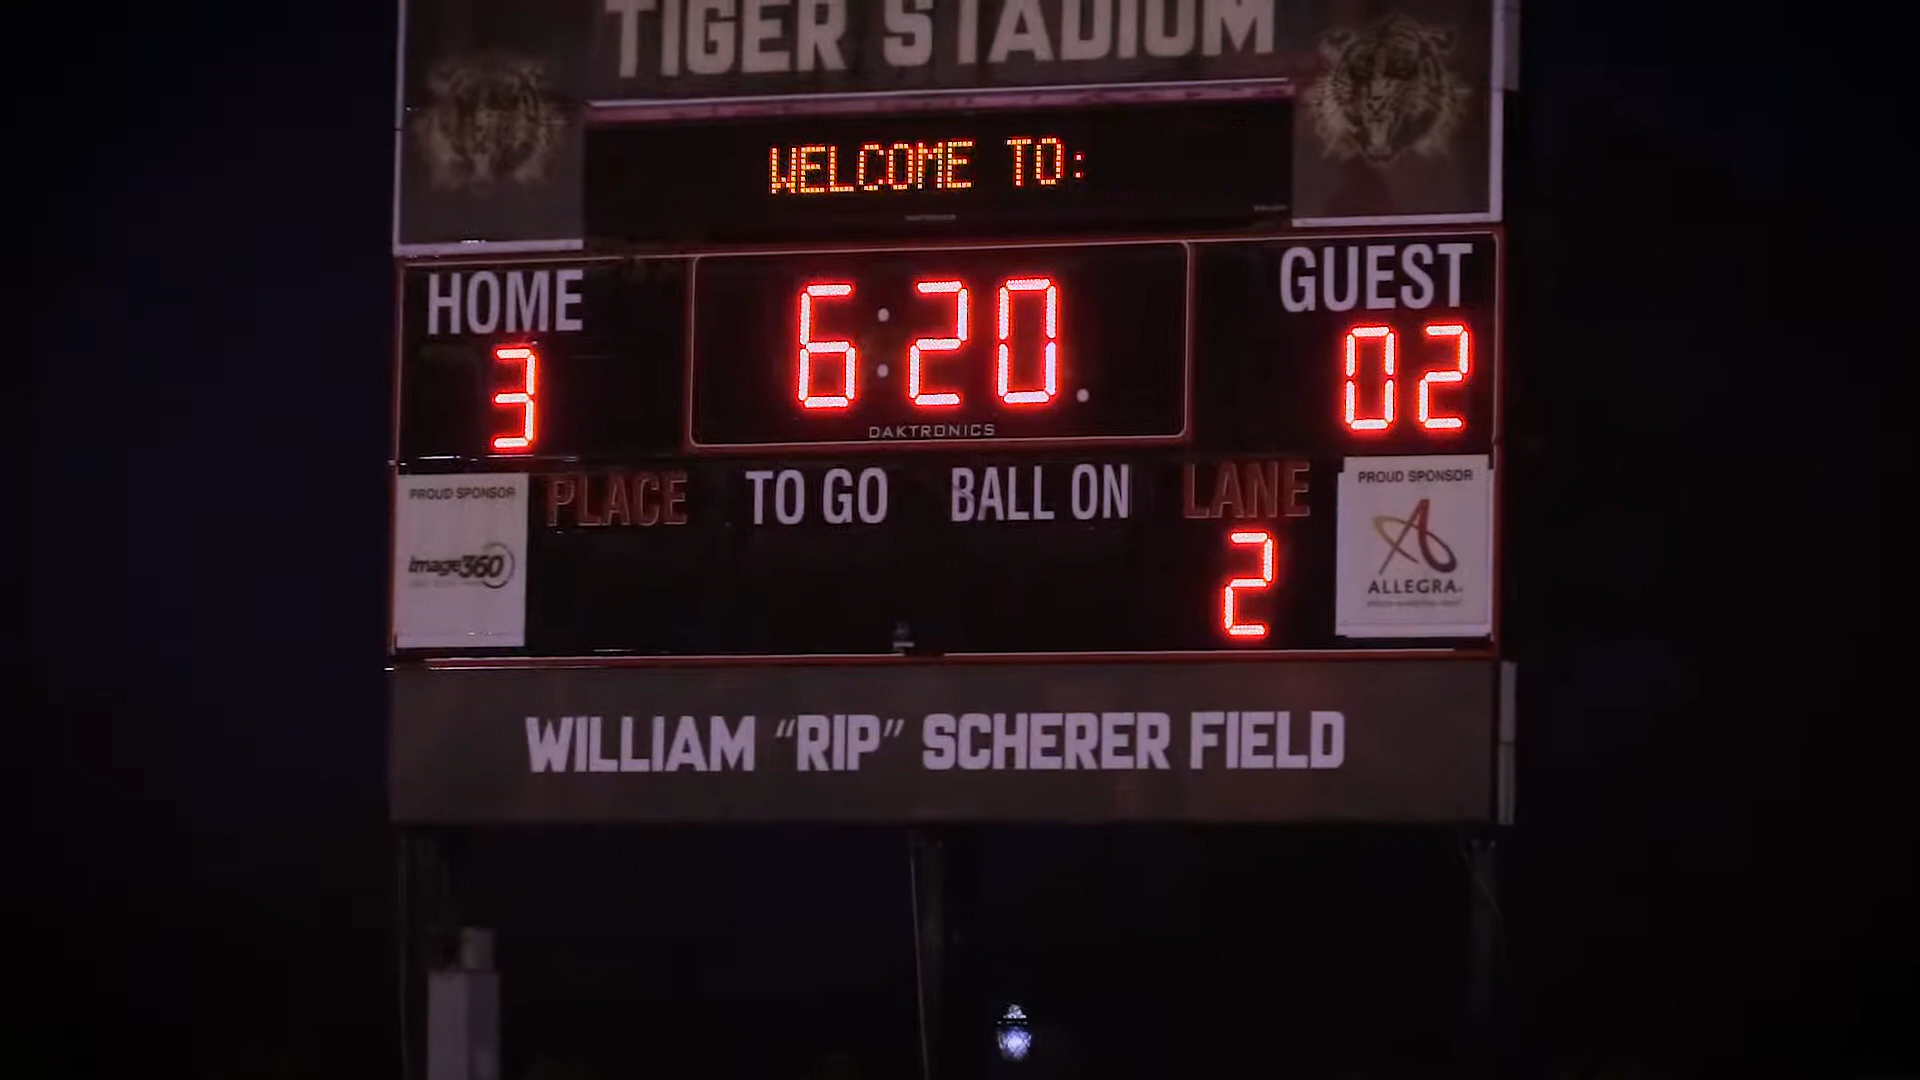 TIGER STADIUM
WELCOME TO:
HOME
6:20.
GUEST
3
02
DAKTRONICS
PROUD SPONSOR
PLACE
TO GO
BALL ON
LANE
PROUD SPONSOR
image360
2
ALLEGRA
WILLIAM “RIP” SCHERER FIELD